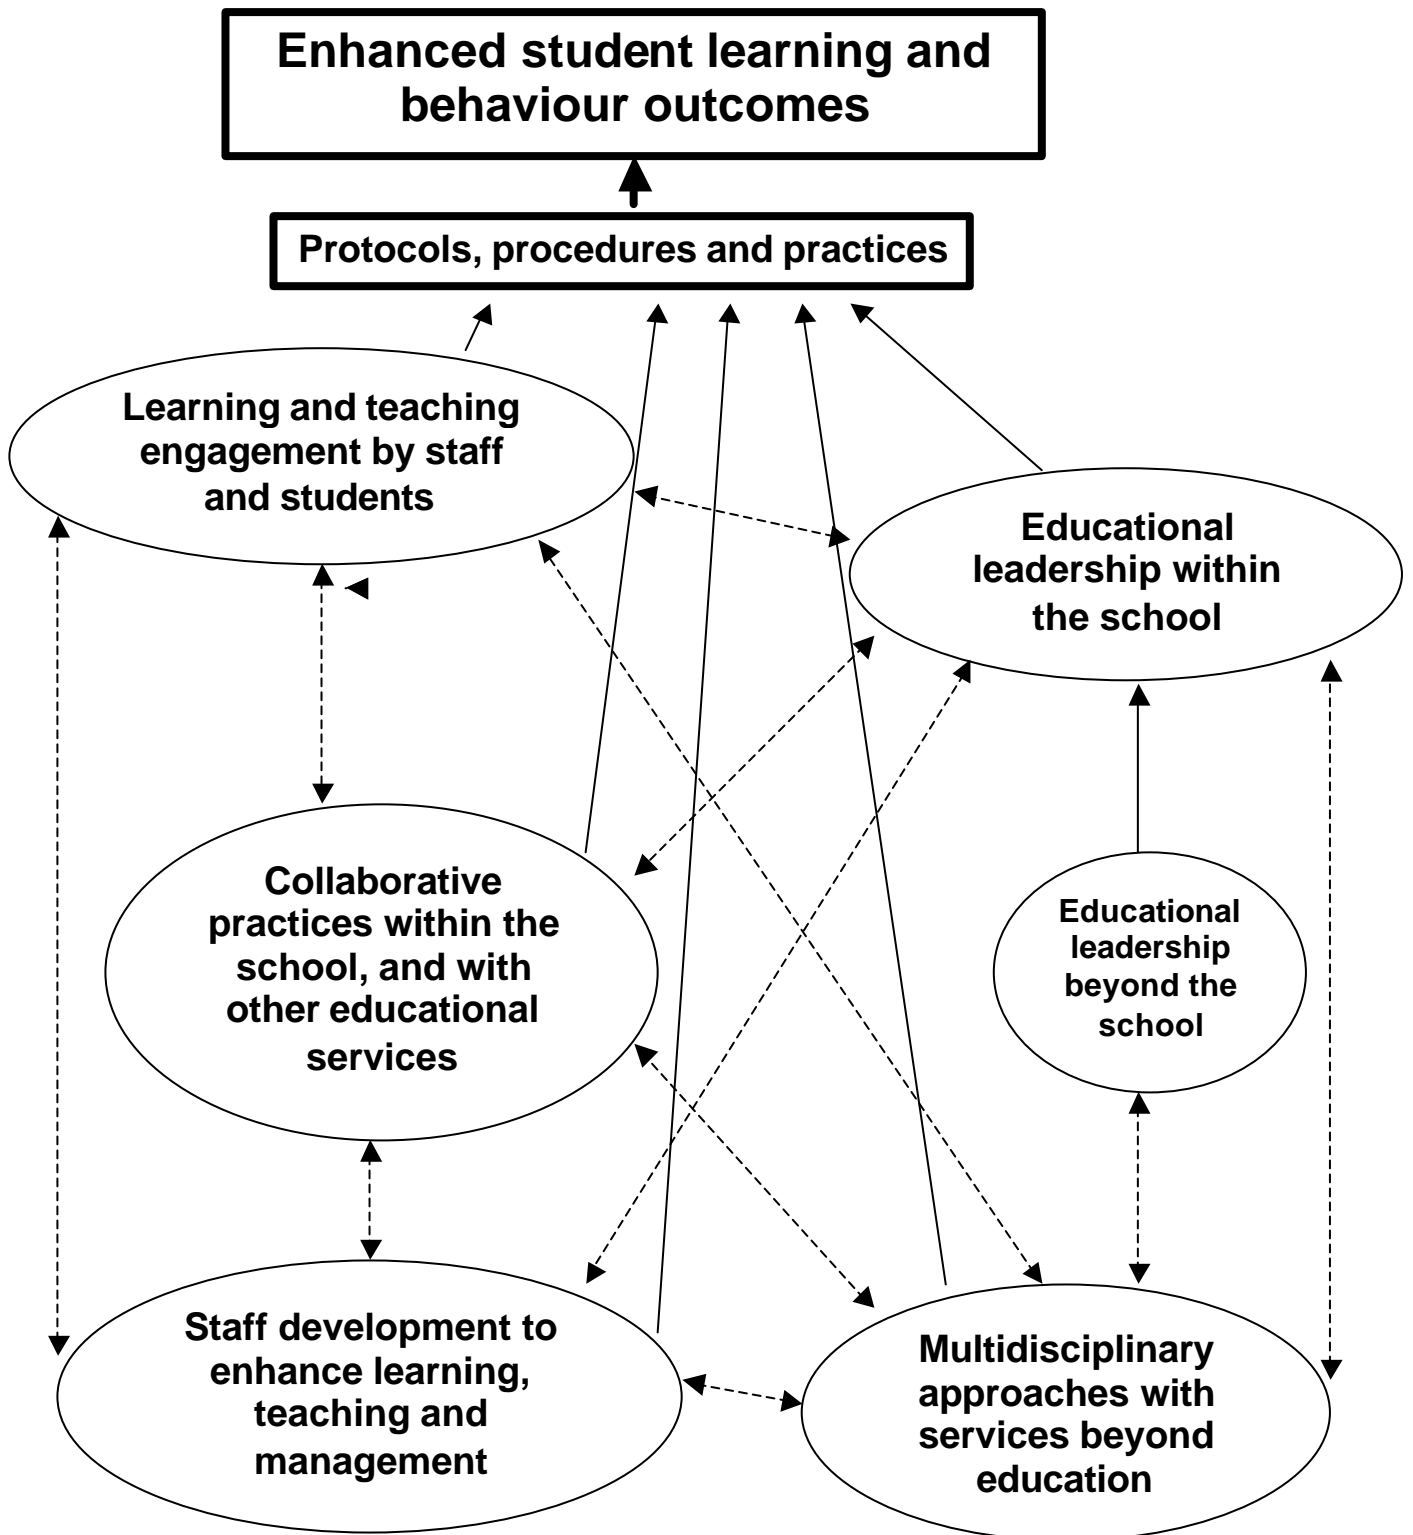 Enhanced student learning and
behaviour outcomes
Protocols, procedures and practices
Learning and teaching
engagement by staff
and students
Educational
leadership within
the school
Collaborative
practices within the
school, and with
other educational
services
Educational
leadership
beyond the
school
Staff development to
enhance learning,
teaching and
management
Multidisciplinary
approaches with
services beyond
education